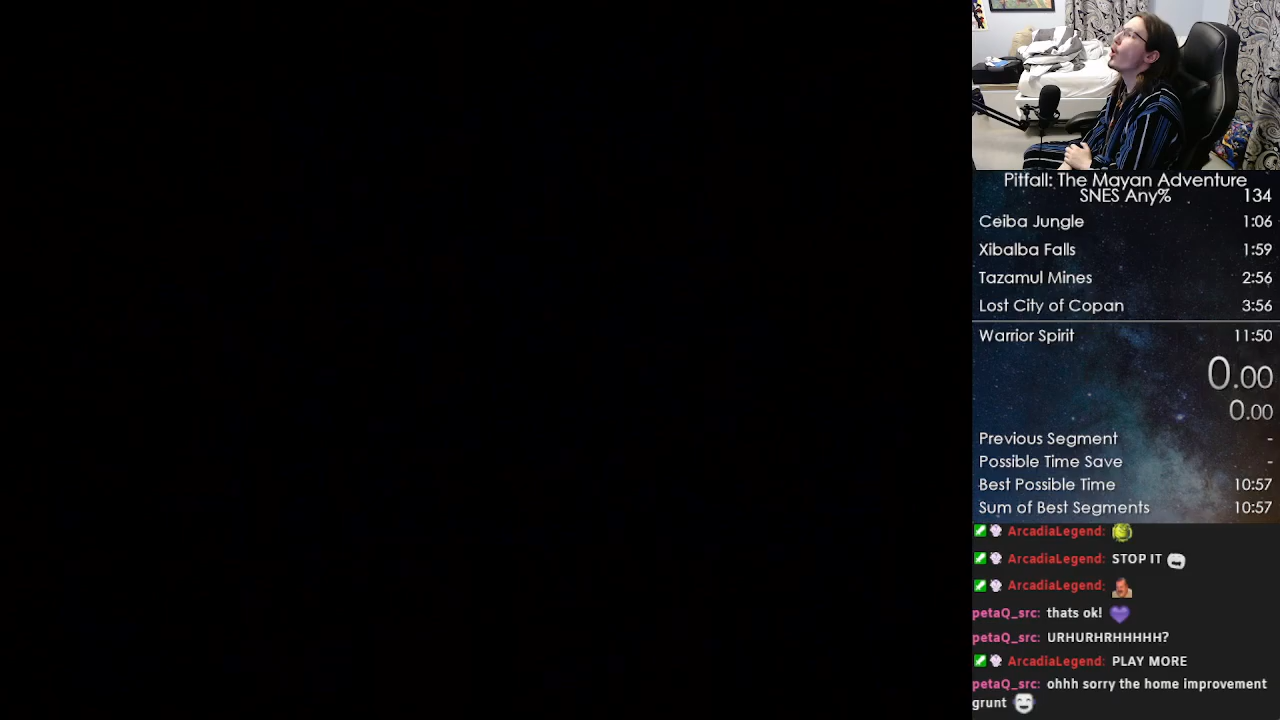 Pitfall: The Mayan Adventure
SNES Any% 134
Ceiba Jungle 1:06
Xibalba Falls 1:59
Tazamul Mines 2:56
Lost City of Copan 3:56
Warrior Spirit 11:50
0.00
0.00
Previous Segment -
Possible Time Save -
Best Possible Time 10:57
Sum of Best Segments 10:57
ArcadiaLegend:
ArcadiaLegend: STOP IT
ArcadiaLegend:
petaQ_src: thats ok!
petaQ_src: URHURHRHHHHH?
ArcadiaLegend: PLAY MORE
petaQ_src: ohhh sorry the home improvement
grunt